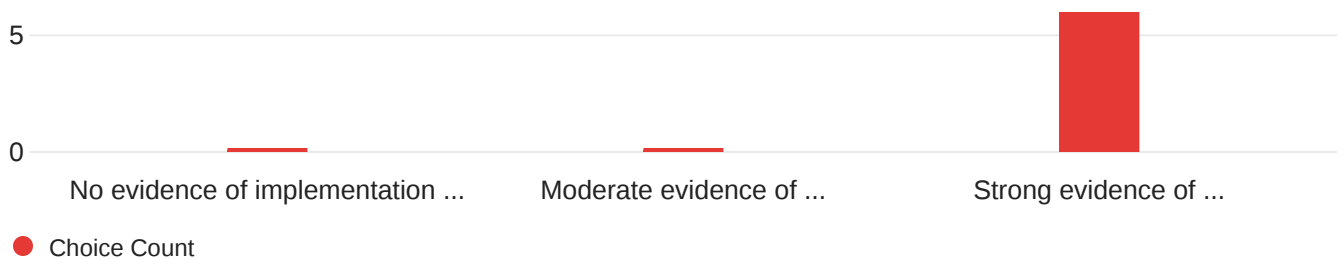 5
0
No evidence of implementation ...
Moderate evidence of ...
Strong evidence of ...
Choice Count